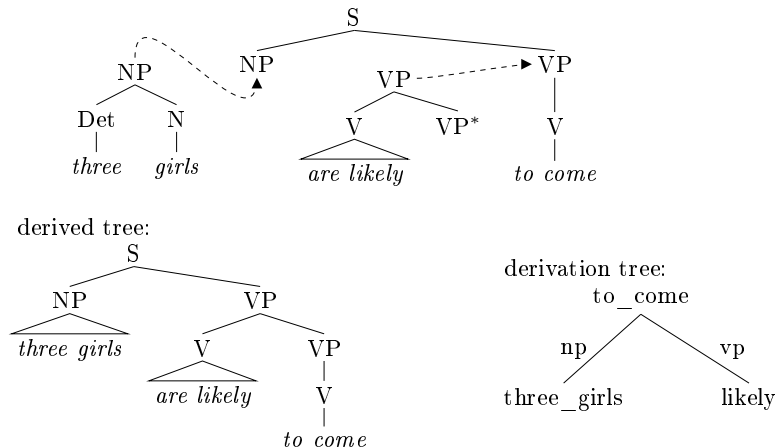 S
NP NP VP VP
Det N V VP* V
three girls are likely to come
derived tree:
S
derivation tree:
NP VP to_come
three girls V VP np vp
are likely V three_girls likely
to come